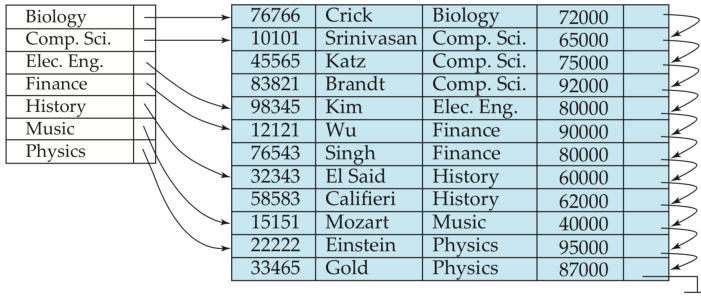 Biology
Comp. Sci.
Elec. Eng.
Finance
History
Music
Physics
76766 Crick Biology 72000
10101 Srinivasan Comp. Sci. 65000
45565 Katz Comp. Sci. 75000
83821 Brandt Comp. Sci. 92000
98345 Kim Elec. Eng. 80000
12121 Wu Finance 90000
76543 Singh Finance 80000
32343 El Said History 60000
58583 Califieri History 62000
15151 Mozart Music 40000
22222 Einstein Physics 95000
33465 Gold Physics 87000